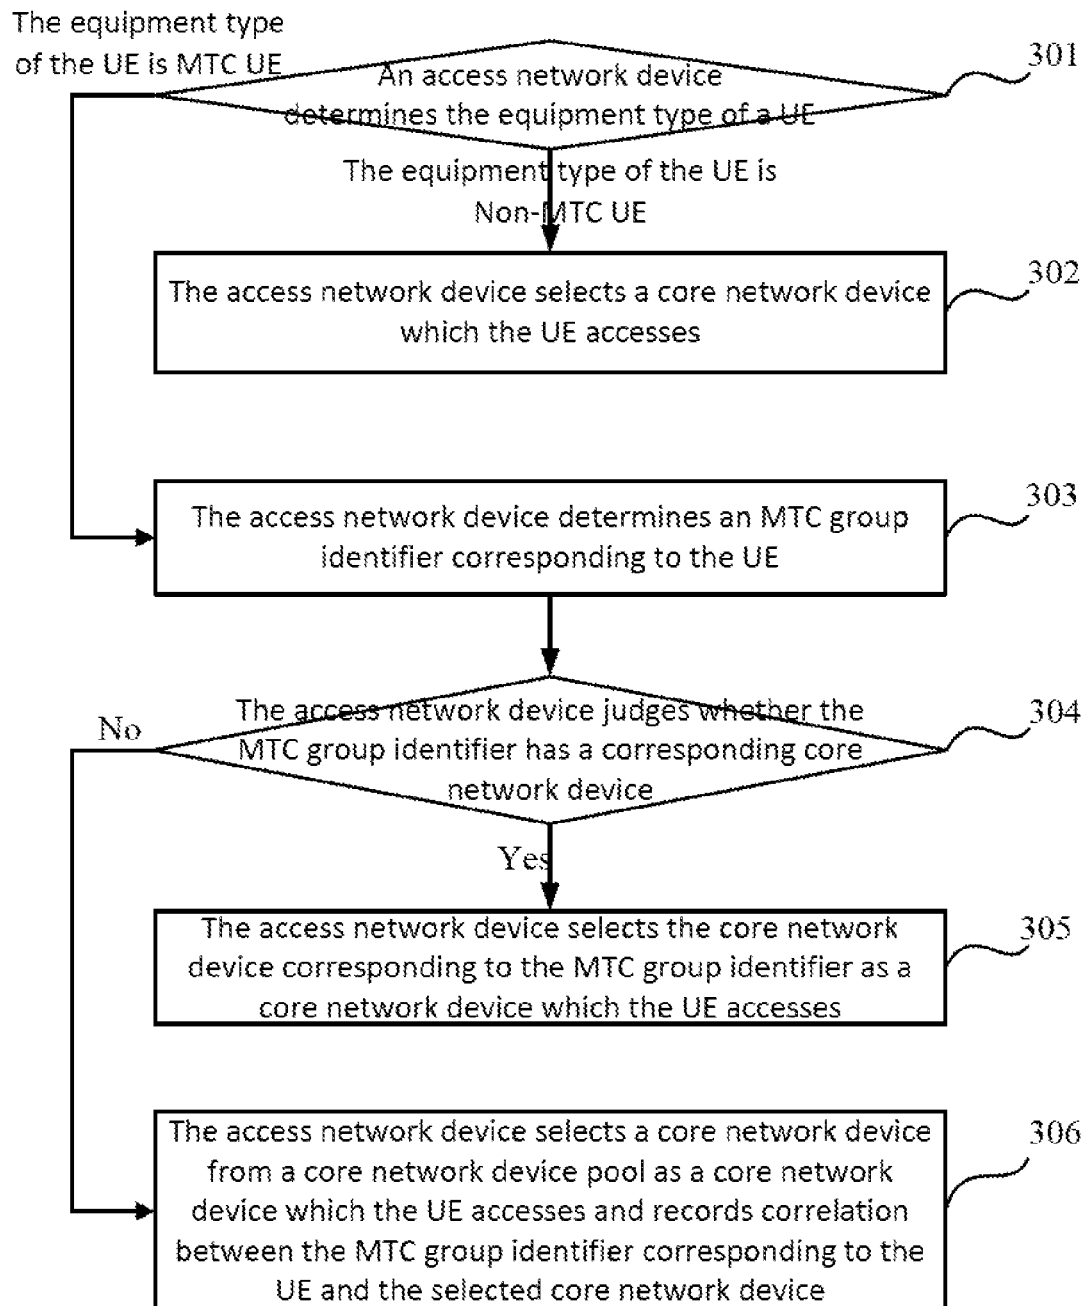 The equipment type
of the UE is MTC UE
301
An access network device
determines the equipment type of a UE
The equipment type of the UE is
Non-MTC UE
302
The access network device selects a core network device
which the UE accesses
303
The access network device determines an MTC group
identifier corresponding to the UE
304
The access network device judges whether the
MTC group identifier has a corresponding core
network device
No
Yes
305
The access network device selects the core network
device corresponding to the MTC group identifier as a
core network device which the UE accesses
306
The access network device selects a core network device
from a core network device pool as a core network
device which the UE accesses and records correlation
between the MTC group identifier corresponding to the
UE and the selected core network device